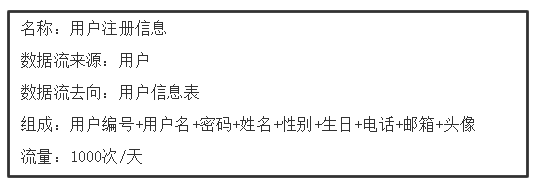 名称：用户注册信息
数据流来源：用户
数据流去向：用户信息表
组成：用户编号+用户名+密码+姓名+性别+生日+电话+邮箱+头像
流量：1000次/天